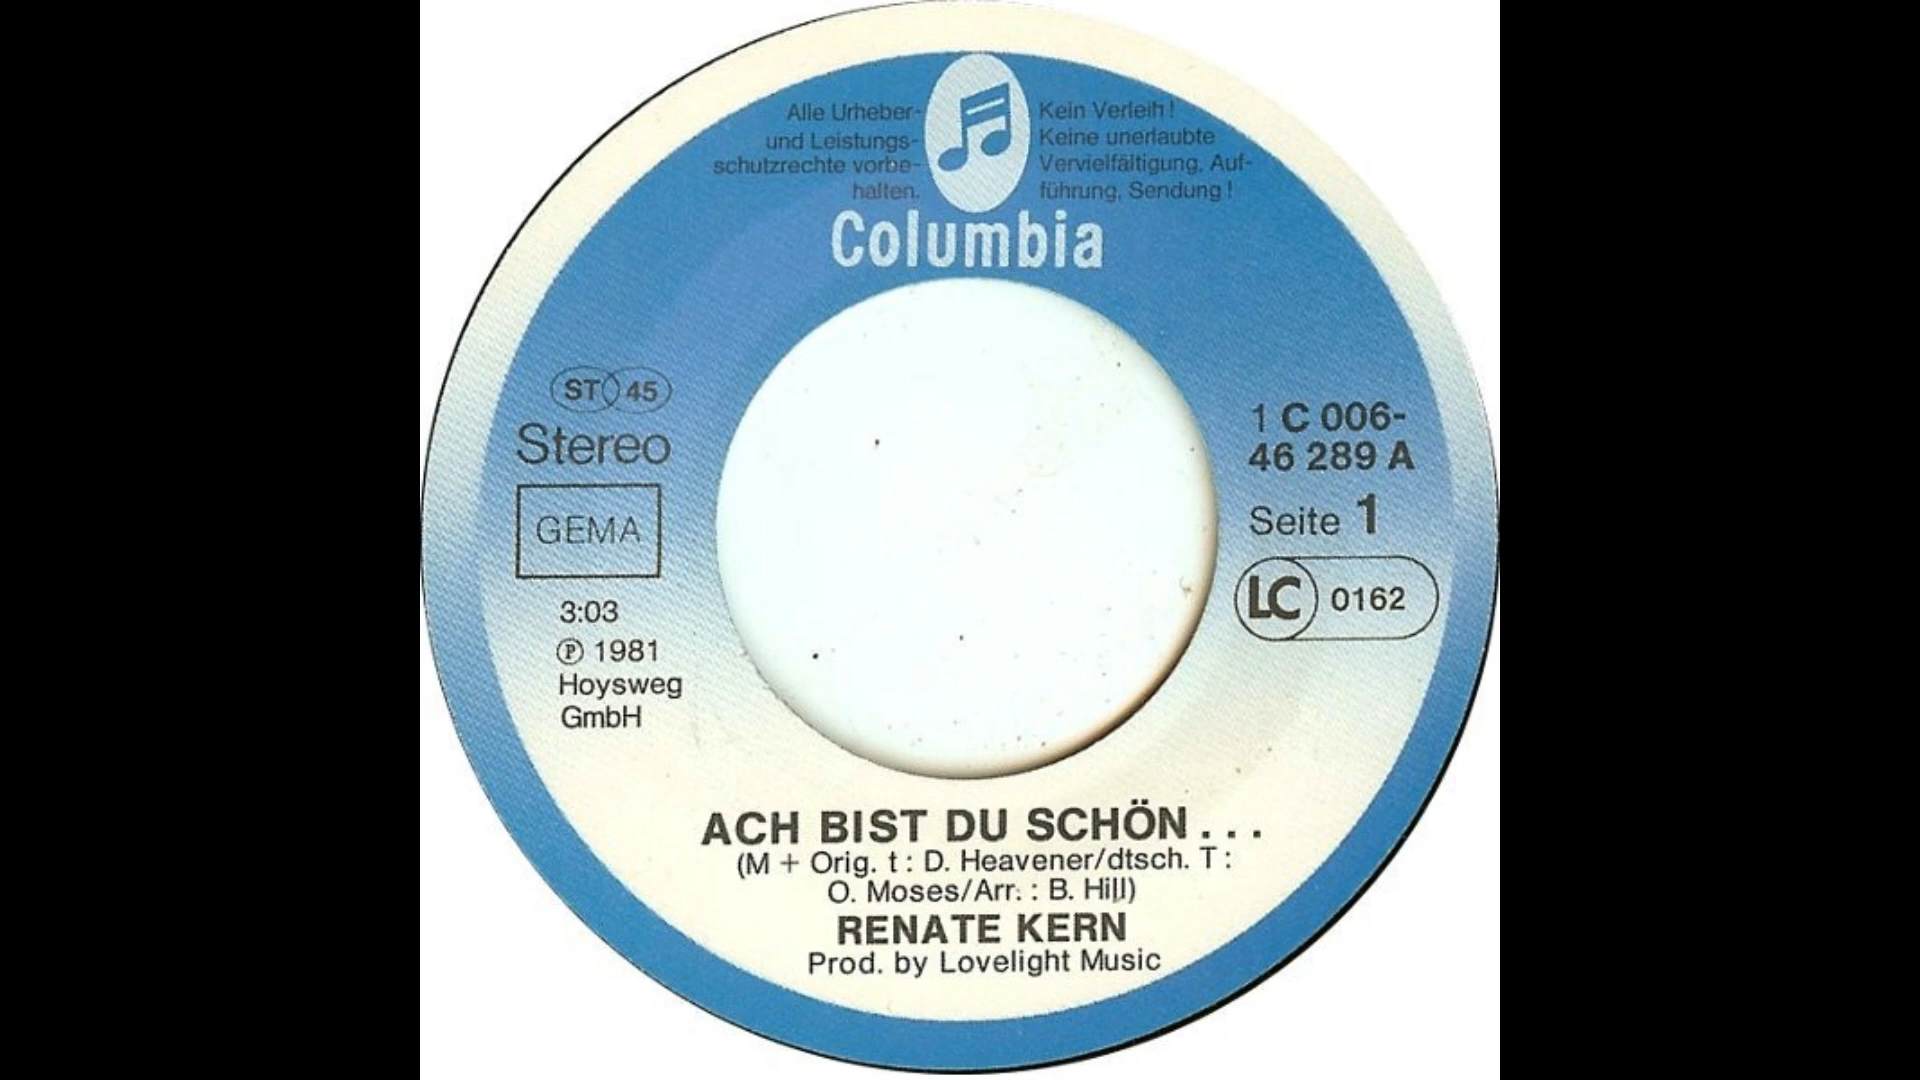 Alle Urheber-
und Leistungs-
schutzrechte vorbe-
halten.
Kein Verleih !
Keine unerlaubte
Vervielfältigung, Auf-
führung, Sendung !
Columbia
ST 45
Stereo
GEMA
3:03
℗ 1981
Hoysweg
GmbH
1 C 006-
46 289 A
Seite 1
LC 0162
ACH BIST DU SCHÖN . . .
(M + Orig. t : D. Heavener/dtsch. T :
O. Moses/Arr. : B. Hill)
RENATE KERN
Prod. by Lovelight Music